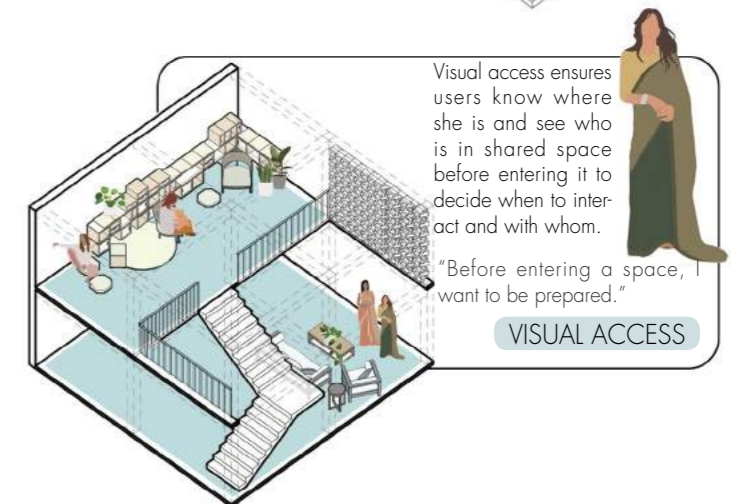 Visual access ensures
users know where
she is and see who
is in shared space
before entering it to
decide when to inter-
act and with whom.
"Before entering a space, I
want to be prepared."
VISUAL ACCESS